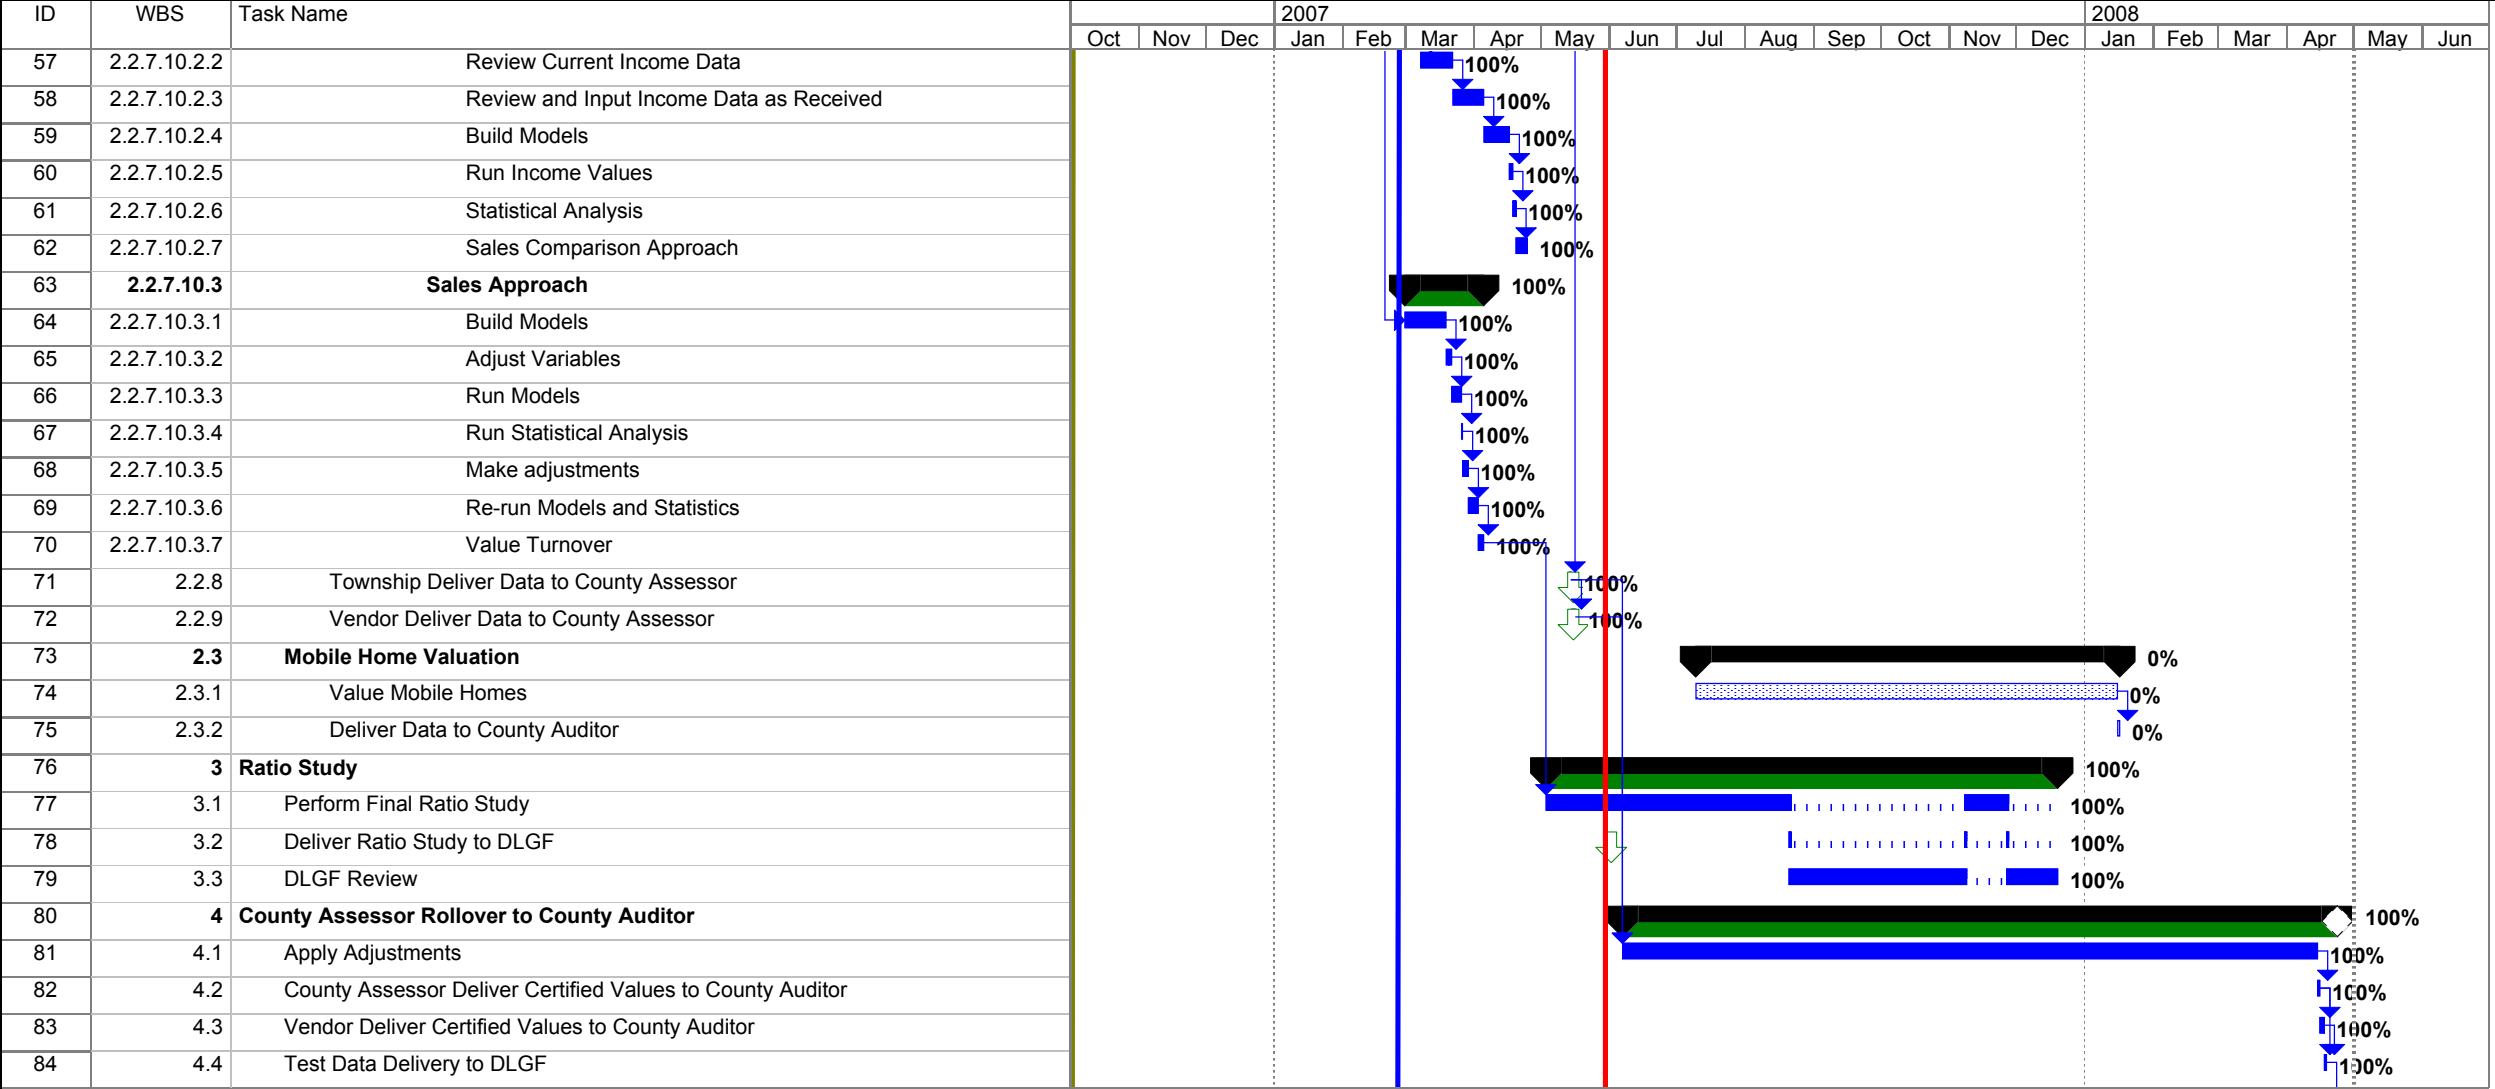 ID WBS Task Name 2007 2008
Oct Nov Dec Jan Feb Mar Apr May Jun Jul Aug Sep Oct Nov Dec Jan Feb Mar Apr May Jun
57 2.2.7.10.2.2 Review Current Income Data 100%
58 2.2.7.10.2.3 Review and Input Income Data as Received 100%
59 2.2.7.10.2.4 Build Models 100%
60 2.2.7.10.2.5 Run Income Values 100%
61 2.2.7.10.2.6 Statistical Analysis 100%
62 2.2.7.10.2.7 Sales Comparison Approach 100%
63 2.2.7.10.3 Sales Approach 100%
64 2.2.7.10.3.1 Build Models 100%
65 2.2.7.10.3.2 Adjust Variables 100%
66 2.2.7.10.3.3 Run Models 100%
67 2.2.7.10.3.4 Run Statistical Analysis 100%
68 2.2.7.10.3.5 Make adjustments 100%
69 2.2.7.10.3.6 Re-run Models and Statistics 100%
70 2.2.7.10.3.7 Value Turnover 100%
71 2.2.8 Township Deliver Data to County Assessor 100%
72 2.2.9 Vendor Deliver Data to County Assessor 100%
73 2.3 Mobile Home Valuation 0%
74 2.3.1 Value Mobile Homes 0%
75 2.3.2 Deliver Data to County Auditor 0%
76 3 Ratio Study 100%
77 3.1 Perform Final Ratio Study 100%
78 3.2 Deliver Ratio Study to DLGF 100%
79 3.3 DLGF Review 100%
80 4 County Assessor Rollover to County Auditor 100%
81 4.1 Apply Adjustments 100%
82 4.2 County Assessor Deliver Certified Values to County Auditor 100%
83 4.3 Vendor Deliver Certified Values to County Auditor 100%
84 4.4 Test Data Delivery to DLGF 100%